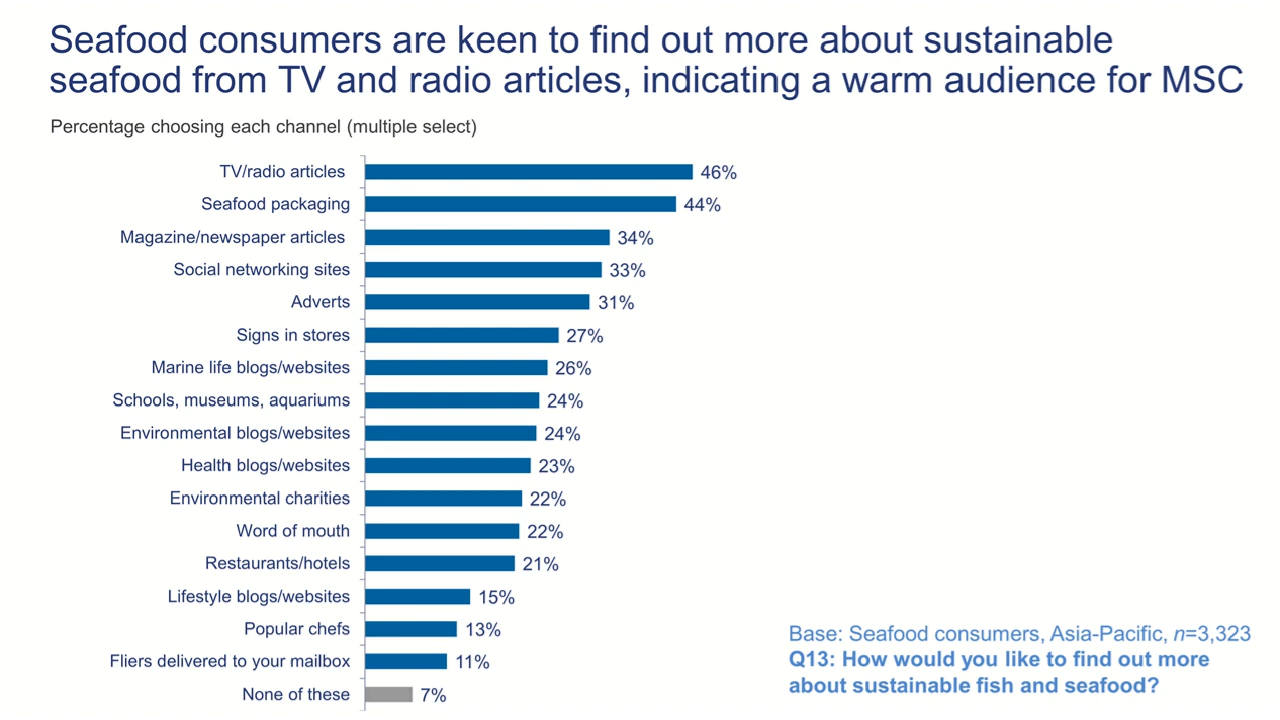 Seafood consumers are keen to find out more about sustainable
seafood from TV and radio articles, indicating a warm audience for MSC
Percentage choosing each channel (multiple select)
TV/radio articles 46%
Seafood packaging 44%
Magazine/newspaper articles 34%
Social networking sites 33%
Adverts 31%
Signs in stores 27%
Marine life blogs/websites 26%
Schools, museums, aquariums 24%
Environmental blogs/websites 24%
Health blogs/websites 23%
Environmental charities 22%
Word of mouth 22%
Restaurants/hotels 21%
Lifestyle blogs/websites 15%
Popular chefs 13%
Fliers delivered to your mailbox 11%
None of these 7%
Base: Seafood consumers, Asia-Pacific, n=3,323
Q13: How would you like to find out more
about sustainable fish and seafood?